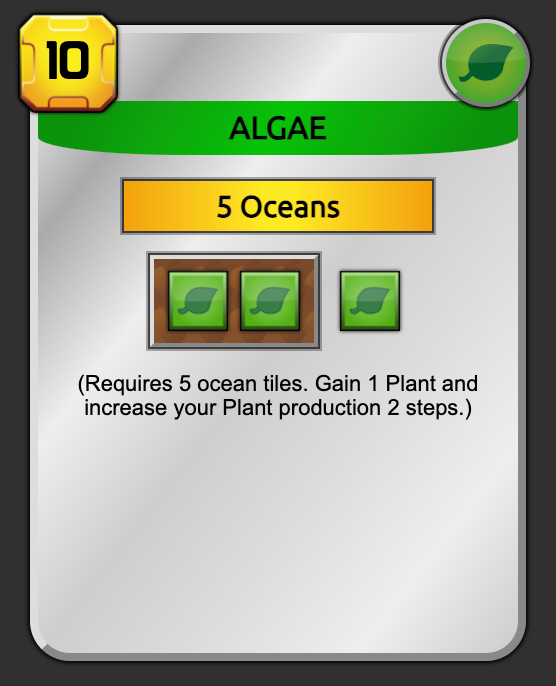 10
ALGAE
5 Oceans
(Requires 5 ocean tiles. Gain 1 Plant and
increase your Plant production 2 steps.)